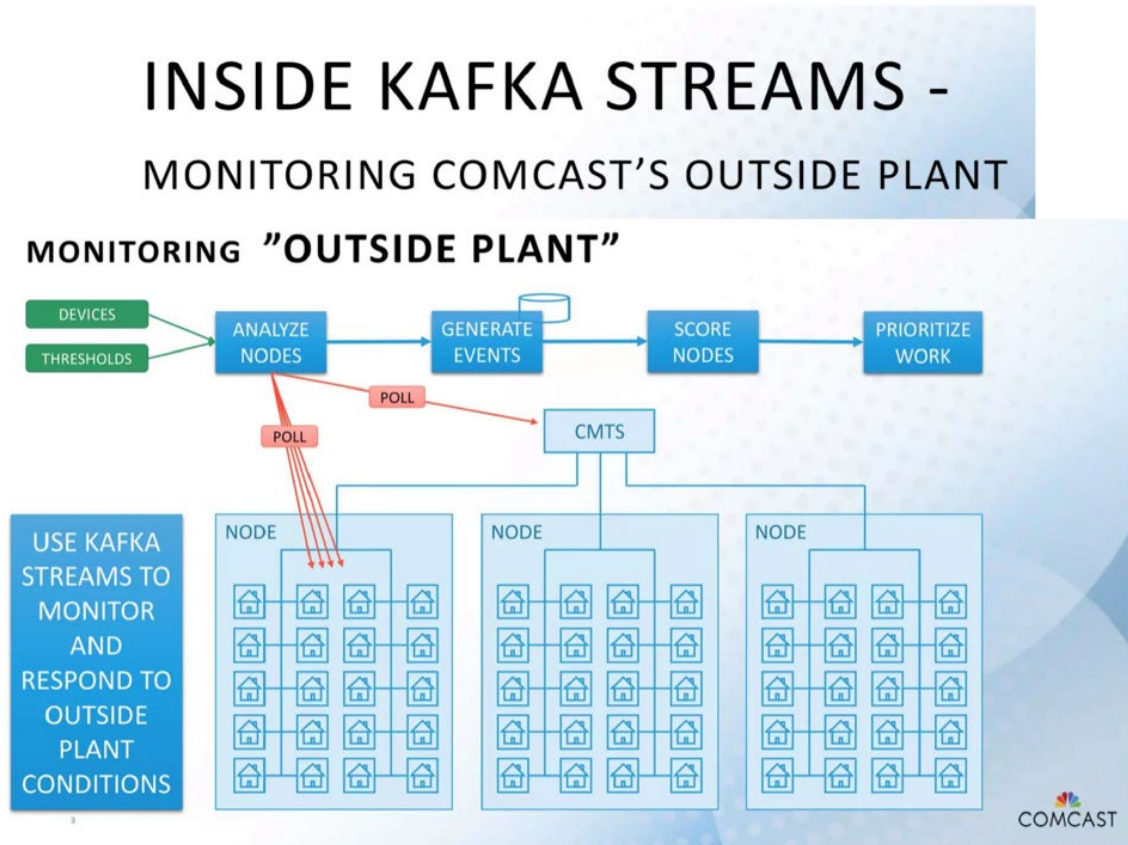 INSIDE KAFKA STREAMS -
MONITORING COMCAST’S OUTSIDE PLANT
MONITORING ”OUTSIDE PLANT”
DEVICES
THRESHOLDS
ANALYZE
NODES
GENERATE
EVENTS
SCORE
NODES
PRIORITIZE
WORK
POLL
POLL
CMTS
USE KAFKA
STREAMS TO
MONITOR
AND
RESPOND TO
OUTSIDE
PLANT
CONDITIONS
NODE
NODE
NODE
3
COMCAST